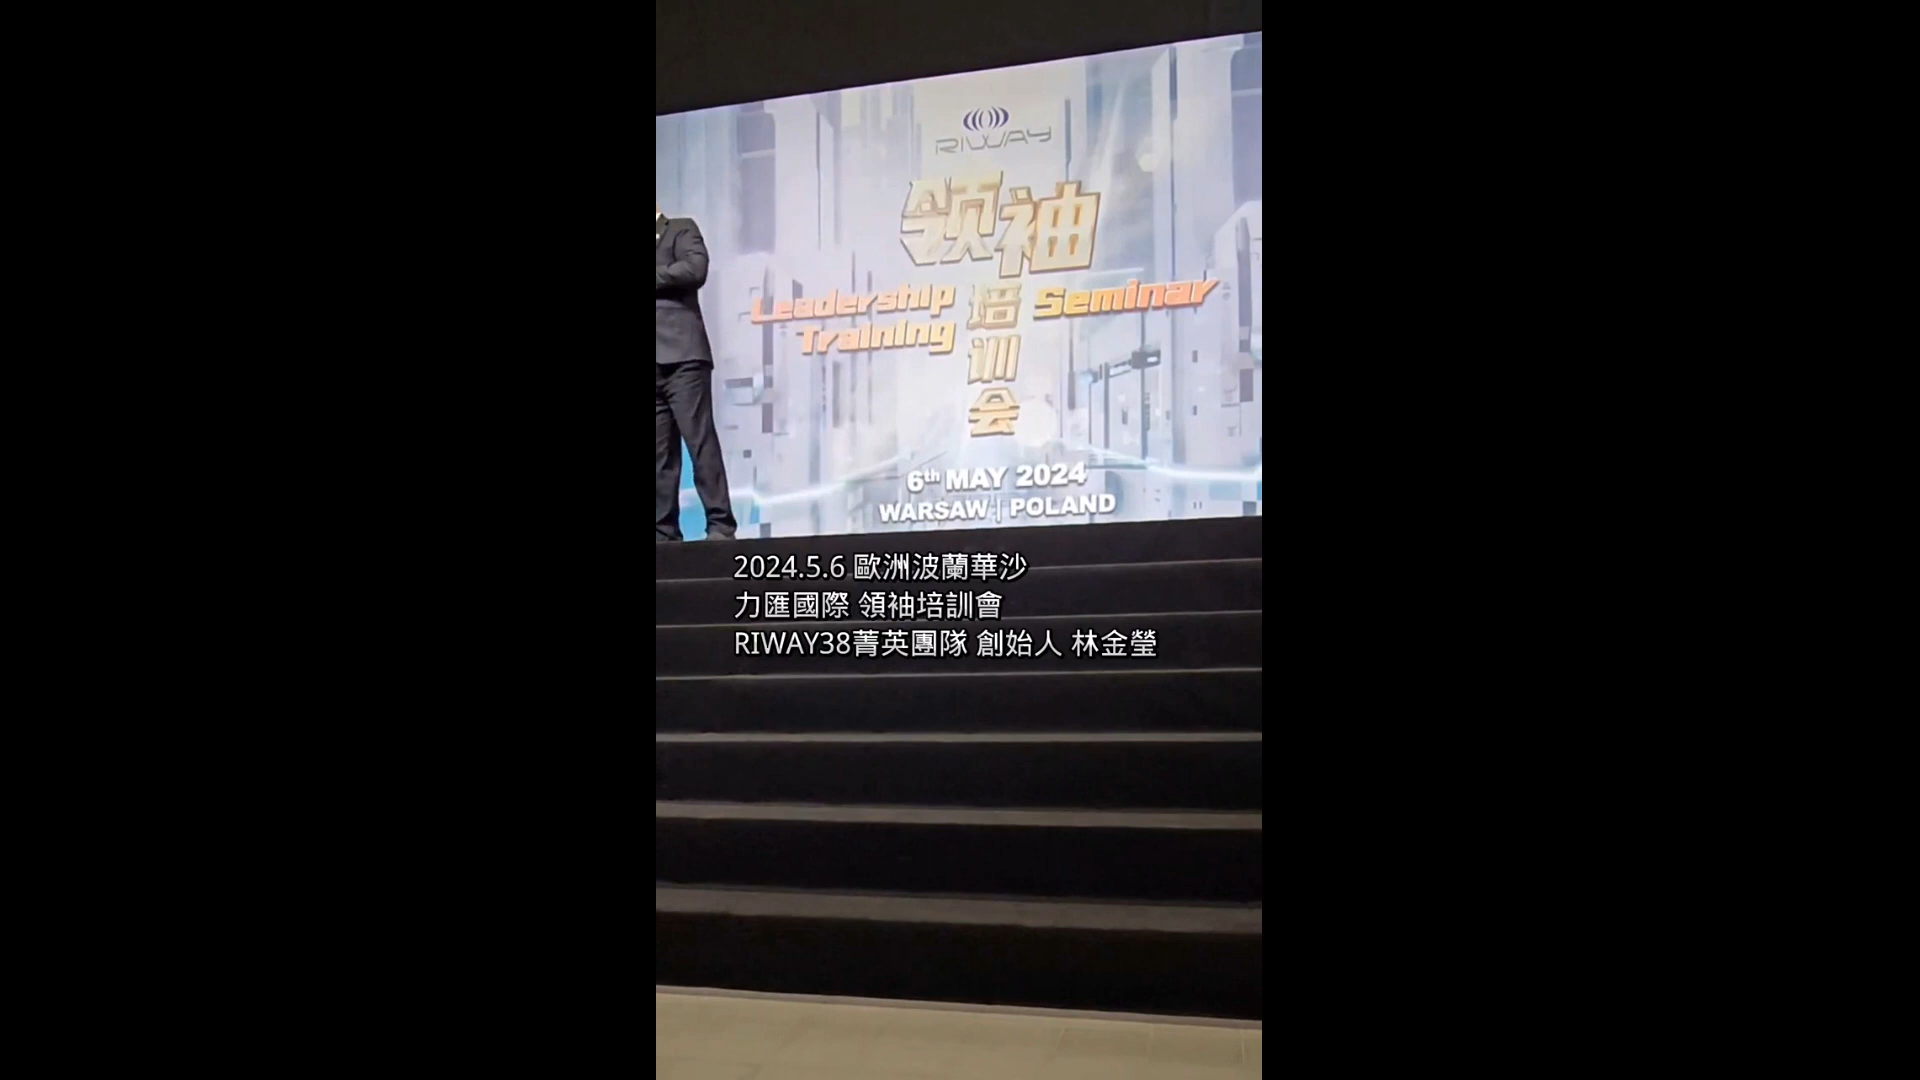 RIWAY
领袖
Leadership Training
培训会
Seminar
6th MAY 2024
WARSAW | POLAND
2024.5.6 歐洲波蘭華沙
力匯國際 領袖培訓會
RIWAY38菁英團隊 創始人 林金瑩